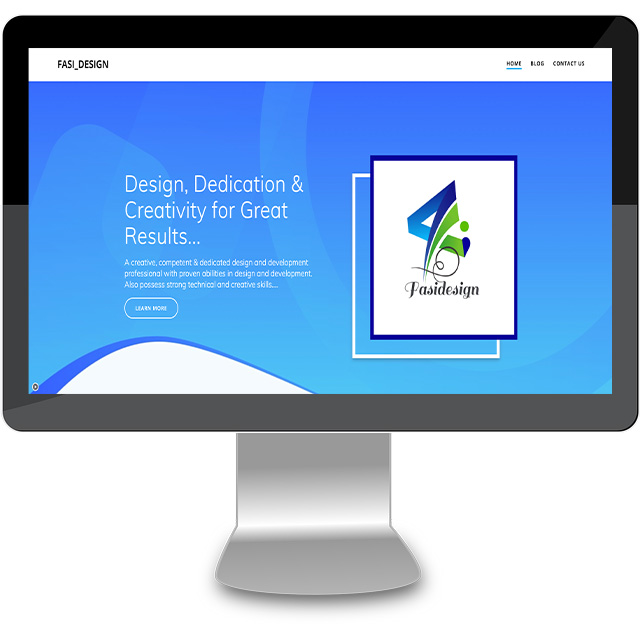 FASI_DESIGN
HOME BLOG CONTACT US
Design, Dedication &
Creativity for Great
Results...
A creative, competent & dedicated design and development
professional with proven abilities in design and development.
Also possess strong technical and creative skills....
LEARN MORE
Fasidesign